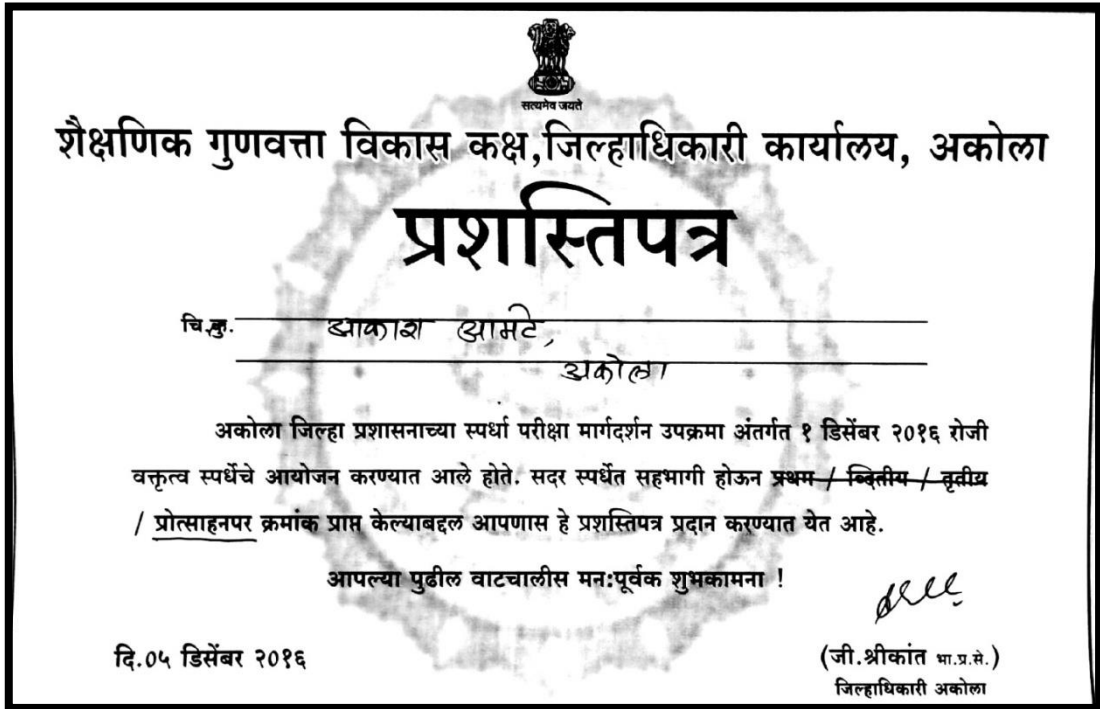 सत्यमेव जयते
शैक्षणिक गुणवत्ता विकास कक्ष,जिल्हाधिकारी कार्यालय, अकोला
प्रशस्तिपत्र
चि.कु. आकाश आमटे,
अकोला
अकोला जिल्हा प्रशासनाच्या स्पर्धा परीक्षा मार्गदर्शन उपक्रमा अंतर्गत १ डिसेंबर २०१६ रोजी
वक्तृत्व स्पर्धेचे आयोजन करण्यात आले होते. सदर स्पर्धेत सहभागी होऊन प्रथम / व्दितीय / तृतीय
/ प्रोत्साहनपर क्रमांक प्राप्त केल्याबद्दल आपणास हे प्रशस्तिपत्र प्रदान करण्यात येत आहे.
आपल्या पुढील वाटचालीस मन:पूर्वक शुभकामना !
दि.०५ डिसेंबर २०१६
(जी.श्रीकांत भा.प्र.से.)
जिल्हाधिकारी अकोला